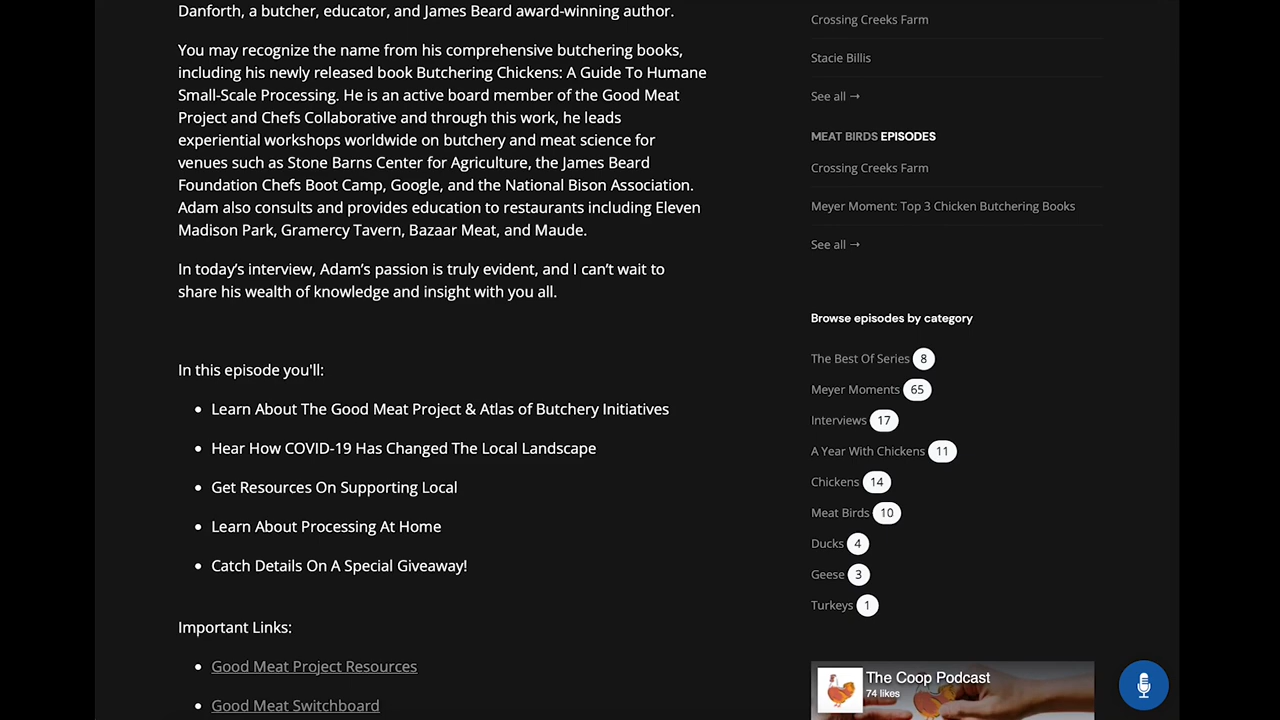 Danforth, a butcher, educator, and James Beard award-winning author.
You may recognize the name from his comprehensive butchering books,
including his newly released book Butchering Chickens: A Guide To Humane
Small-Scale Processing. He is an active board member of the Good Meat
Project and Chefs Collaborative and through this work, he leads
experiential workshops worldwide on butchery and meat science for
venues such as Stone Barns Center for Agriculture, the James Beard
Foundation Chefs Boot Camp, Google, and the National Bison Association.
Adam also consults and provides education to restaurants including Eleven
Madison Park, Gramercy Tavern, Bazaar Meat, and Maude.
In today’s interview, Adam’s passion is truly evident, and I can’t wait to
share his wealth of knowledge and insight with you all.
In this episode you'll:
• Learn About The Good Meat Project & Atlas of Butchery Initiatives
• Hear How COVID-19 Has Changed The Local Landscape
• Get Resources On Supporting Local
• Learn About Processing At Home
• Catch Details On A Special Giveaway!
Important Links:
• Good Meat Project Resources
• Good Meat Switchboard
Crossing Creeks Farm
Stacie Billis
See all →
MEAT BIRDS EPISODES
Crossing Creeks Farm
Meyer Moment: Top 3 Chicken Butchering Books
See all →
Browse episodes by category
The Best Of Series 8
Meyer Moments 65
Interviews 17
A Year With Chickens 11
Chickens 14
Meat Birds 10
Ducks 4
Geese 3
Turkeys 1
The Coop Podcast
74 likes